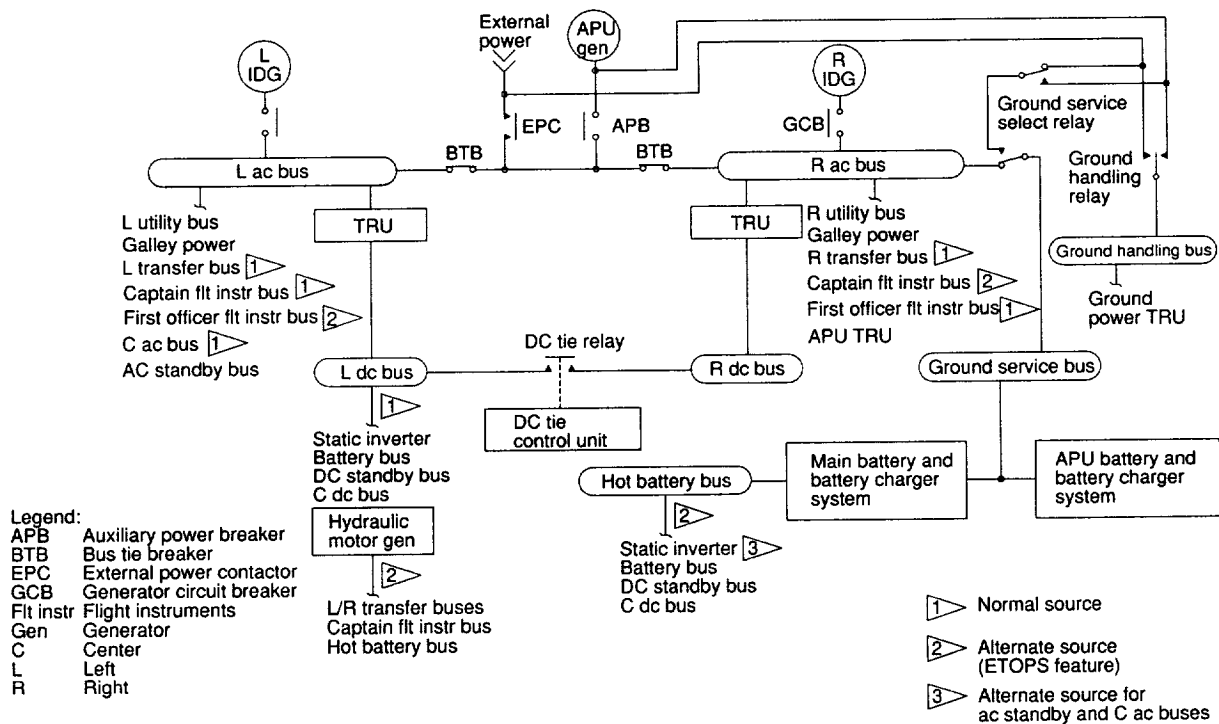 External
power
APU
gen
L
IDG
R
IDG
EPC
APB
GCB
Ground service
select relay
BTB
BTB
L ac bus
R ac bus
Ground
handling
relay
TRU
TRU
L utility bus
Galley power
L transfer bus 1
Captain flt instr bus 1
First officer flt instr bus 2
C ac bus 1
AC standby bus
R utility bus
Galley power
R transfer bus 1
Captain flt instr bus 2
First officer flt instr bus 1
APU TRU
Ground handling bus
Ground
power TRU
DC tie relay
L dc bus
R dc bus
Ground service bus
1
DC tie
control unit
Static inverter
Battery bus
DC standby bus
C dc bus
Hot battery bus
Main battery and
battery charger
system
APU battery and
battery charger
system
Hydraulic
motor gen
2
Static inverter 3
Battery bus
DC standby bus
C dc bus
2
L/R transfer buses
Captain flt instr bus
Hot battery bus
Legend:
APB Auxiliary power breaker
BTB Bus tie breaker
EPC External power contactor
GCB Generator circuit breaker
Flt instr Flight instruments
Gen Generator
C Center
L Left
R Right
1 Normal source
2 Alternate source
(ETOPS feature)
3 Alternate source for
ac standby and C ac buses